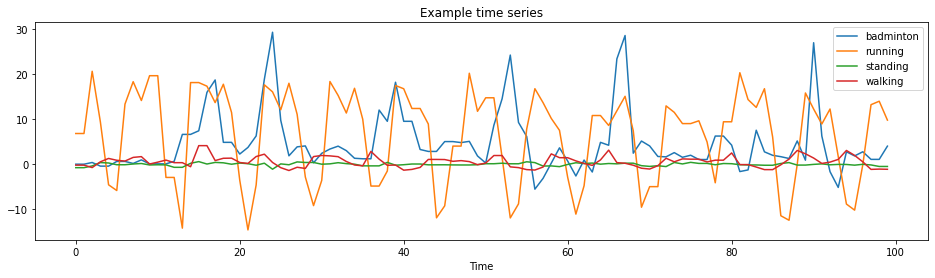 Example time series
30
20
10
0
−10
badminton
running
standing
walking
0 20 40 60 80 100
Time